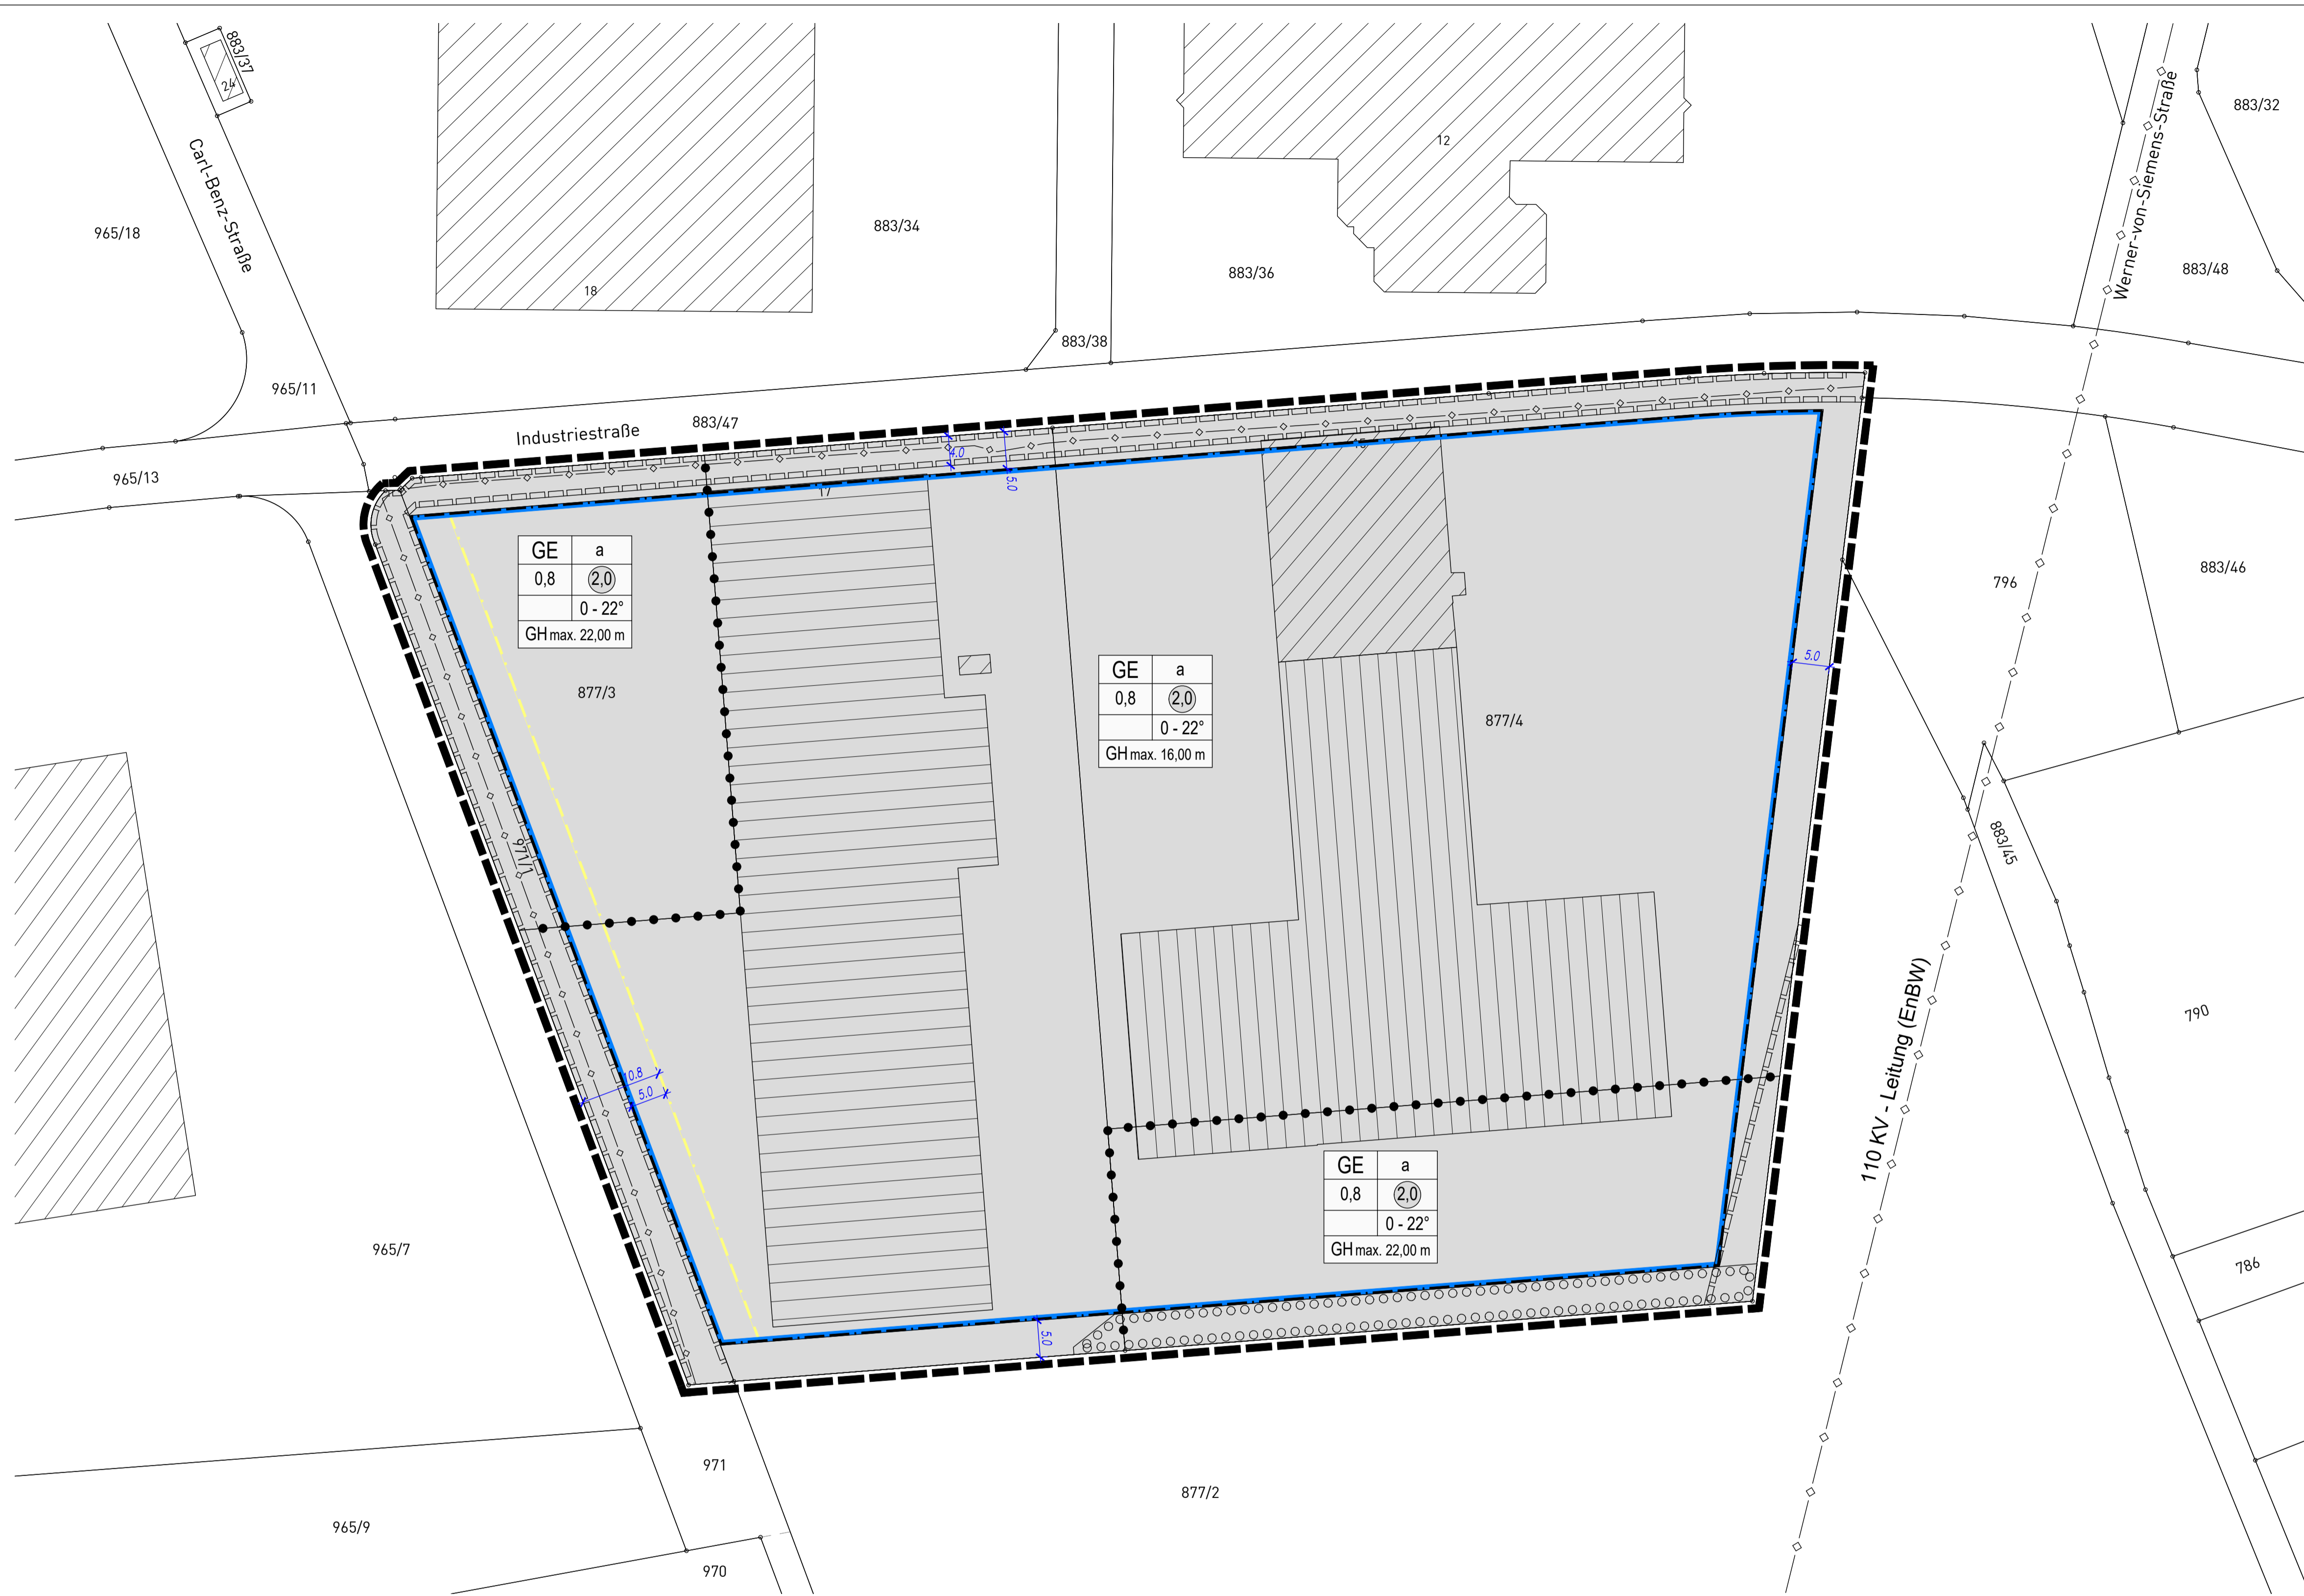 883/37
24
883/32
Carl-Benz-Straße
Werner-von-Siemens-Straße
12
965/18
883/34
883/36
883/48
18
883/38
965/11
883/47
Industriestraße
965/13
4.0
5.0
15
17
GE a
0,8 2,0
0 - 22°
GH max. 22,00 m
796
883/46
877/3
GE a
0,8 2,0
0 - 22°
GH max. 16,00 m
5.0
877/4
971/1
883/45
110 KV - Leitung (EnBW)
790
10.8
5.0
GE a
0,8 2,0
0 - 22°
GH max. 22,00 m
965/7
786
5.0
971
877/2
965/9
970